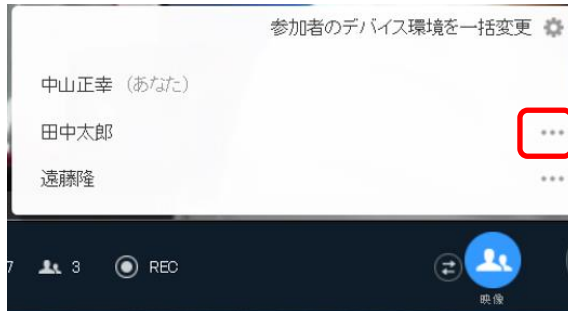 参加者のデバイス環境を一括変更
中山正幸 (あなた)
田中太郎
遠藤隆
7 3 REC
映像